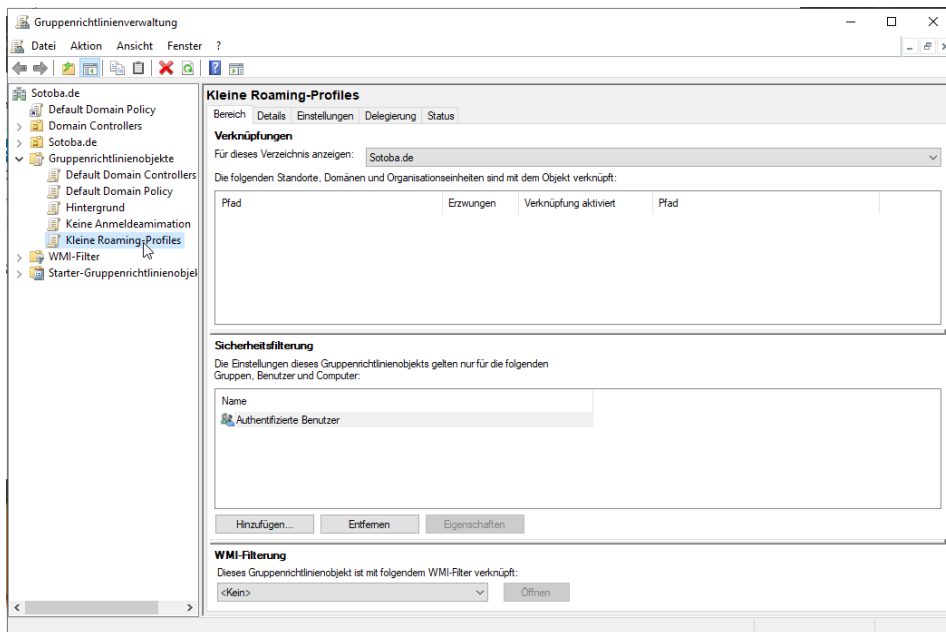 Gruppenrichtlinienverwaltung
Datei Aktion Ansicht Fenster ?
Sotoba.de
Default Domain Policy
Domain Controllers
Sotoba.de
Gruppenrichtlinienobjekte
Default Domain Controllers
Default Domain Policy
Hintergrund
Keine Anmeldeamimation
Kleine Roaming-Profiles
WMI-Filter
Starter-Gruppenrichtlinienobjek
Kleine Roaming-Profiles
Bereich Details Einstellungen Delegierung Status
Verknüpfungen
Für dieses Verzeichnis anzeigen: Sotoba.de
Die folgenden Standorte, Domänen und Organisationseinheiten sind mit dem Objekt verknüpft:
Pfad Erzwungen Verknüpfung aktiviert Pfad
Sicherheitsfilterung
Die Einstellungen dieses Gruppenrichtlinienobjekts gelten nur für die folgenden
Gruppen, Benutzer und Computer:
Name
Authentifizierte Benutzer
Hinzufügen... Entfernen Eigenschaften
WMI-Filterung
Dieses Gruppenrichtlinienobjekt ist mit folgendem WMI-Filter verknüpft:
<Kein> Öffnen